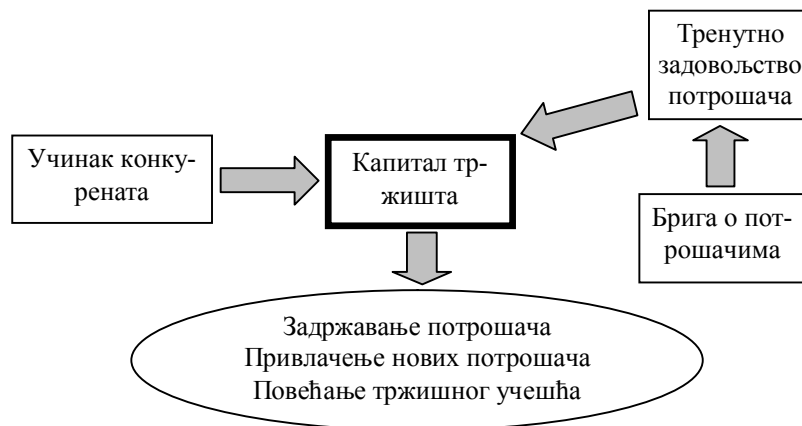 Тренутно
задовољство
потрошача
Учинак конку-
рената
Капитал тр-
жишта
Брига о пот-
рошачима
Задржавање потрошача
Привлачење нових потрошача
Повећање тржишног учешћа